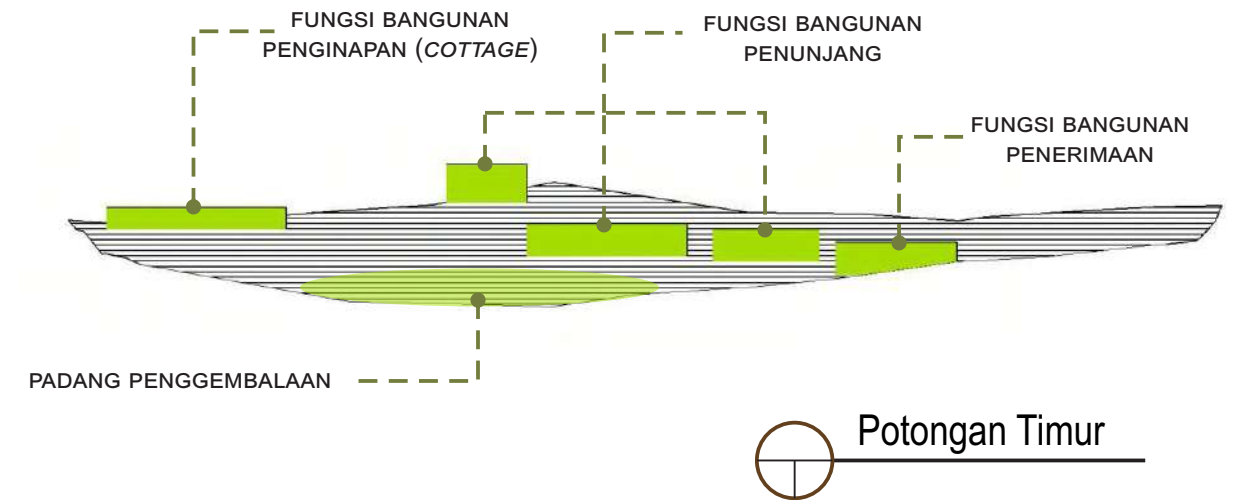 FUNGSI BANGUNAN
PENGINAPAN (COTTAGE)
FUNGSI BANGUNAN
PENUNJANG
FUNGSI BANGUNAN
PENERIMAAN
PADANG PENGGEMBALAAN
Potongan Timur